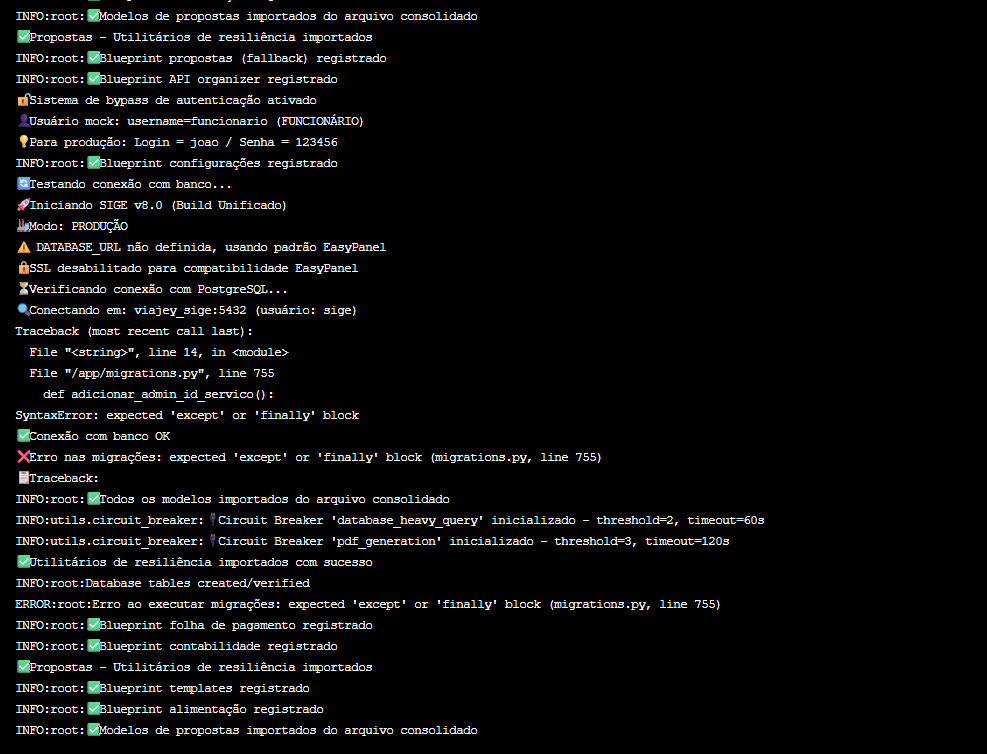 INFO:root:✅Modelos de propostas importados do arquivo consolidado
✅Propostas - Utilitários de resiliência importados
INFO:root:✅Blueprint propostas (fallback) registrado
INFO:root:✅Blueprint API organizer registrado
🔓Sistema de bypass de autenticação ativado
👤Usuário mock: username=funcionario (FUNCIONÁRIO)
💡Para produção: Login = joao / Senha = 123456
INFO:root:✅Blueprint configurações registrado
🔄Testando conexão com banco...
🚀Iniciando SIGE v8.0 (Build Unificado)
🏭Modo: PRODUÇÃO
⚠️ DATABASE_URL não definida, usando padrão EasyPanel
🔒SSL desabilitado para compatibilidade EasyPanel
⏳Verificando conexão com PostgreSQL...
🔍Conectando em: viajey_sige:5432 (usuário: sige)
Traceback (most recent call last):
  File "<string>", line 14, in <module>
  File "/app/migrations.py", line 755
    def adicionar_admin_id_servico():
SyntaxError: expected 'except' or 'finally' block
✅Conexão com banco OK
❌Erro nas migrações: expected 'except' or 'finally' block (migrations.py, line 755)
📋Traceback:
INFO:root:✅Todos os modelos importados do arquivo consolidado
INFO:utils.circuit_breaker:🔌Circuit Breaker 'database_heavy_query' inicializado - threshold=2, timeout=60s
INFO:utils.circuit_breaker:🔌Circuit Breaker 'pdf_generation' inicializado - threshold=3, timeout=120s
✅Utilitários de resiliência importados com sucesso
INFO:root:Database tables created/verified
ERROR:root:Erro ao executar migrações: expected 'except' or 'finally' block (migrations.py, line 755)
INFO:root:✅Blueprint folha de pagamento registrado
INFO:root:✅Blueprint contabilidade registrado
✅Propostas - Utilitários de resiliência importados
INFO:root:✅Blueprint templates registrado
INFO:root:✅Blueprint alimentação registrado
INFO:root:✅Modelos de propostas importados do arquivo consolidado